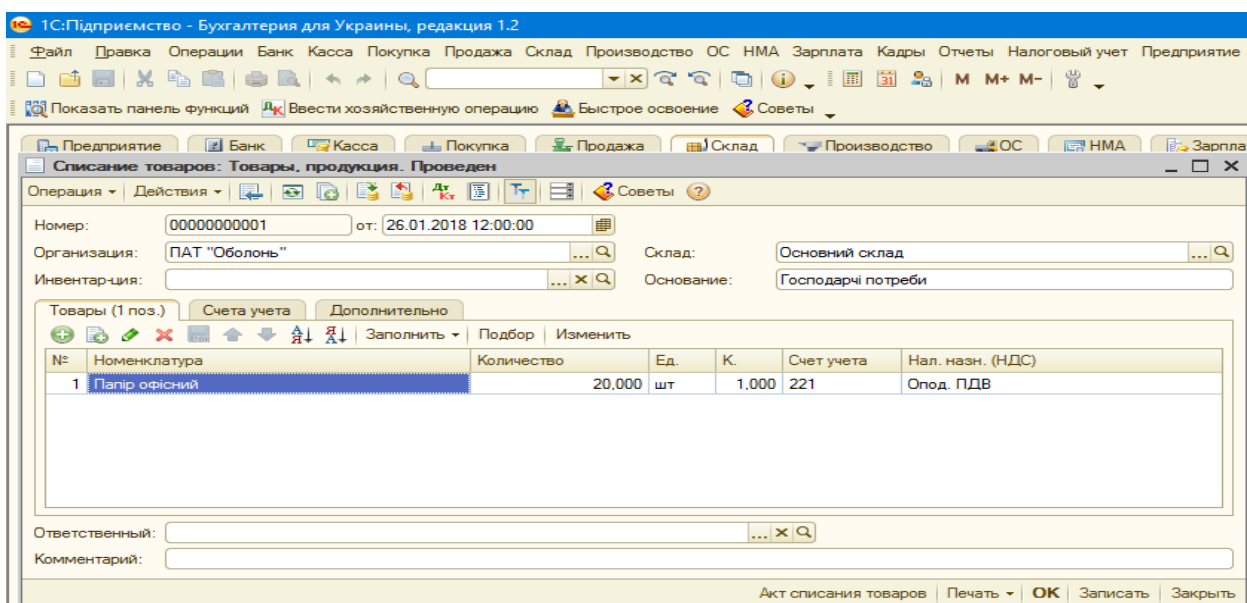 1С:Підприємство - Бухгалтерия для Украины, редакция 1.2
Файл Правка Операции Банк Касса Покупка Продажа Склад Производство ОС НМА Зарплата Кадры Отчеты Налоговый учет Предприятие
M M+ M-
Показать панель функций Ввести хозяйственную операцию Быстрое освоение Советы
Предприятие Банк Касса Покупка Продажа Склад Производство ОС НМА Зарпла
Списание товаров: Товары, продукция. Проведен
Операция Действия Советы
Номер: 00000000001 от: 26.01.2018 12:00:00
Организация: ПАТ "Оболонь" ... Склад: Основний склад ...
Инвентар-ция: ... Основание: Господарчі потреби
Товары (1 поз.) Счета учета Дополнительно
Заполнить Подбор Изменить
№ Номенклатура Количество Ед. К. Счет учета Нал. назн. (НДС)
1 Папір офісний 20,000 шт 1,000 221 Опод. ПДВ
Ответственный: ...
Комментарий:
Акт списания товаров Печать OK Записать Закрыть